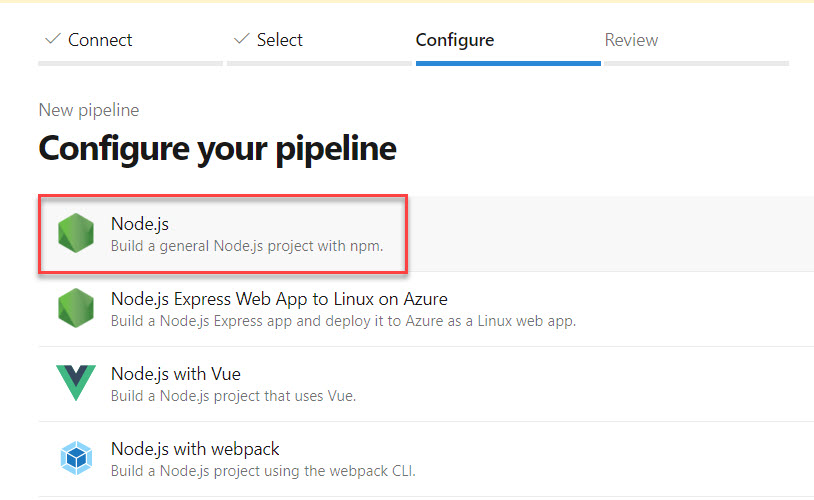 Connect Select Configure Review
New pipeline
Configure your pipeline
Node.js
Build a general Node.js project with npm.
Node.js Express Web App to Linux on Azure
Build a Node.js Express app and deploy it to Azure as a Linux web app.
Node.js with Vue
Build a Node.js project that uses Vue.
Node.js with webpack
Build a Node.js project using the webpack CLI.